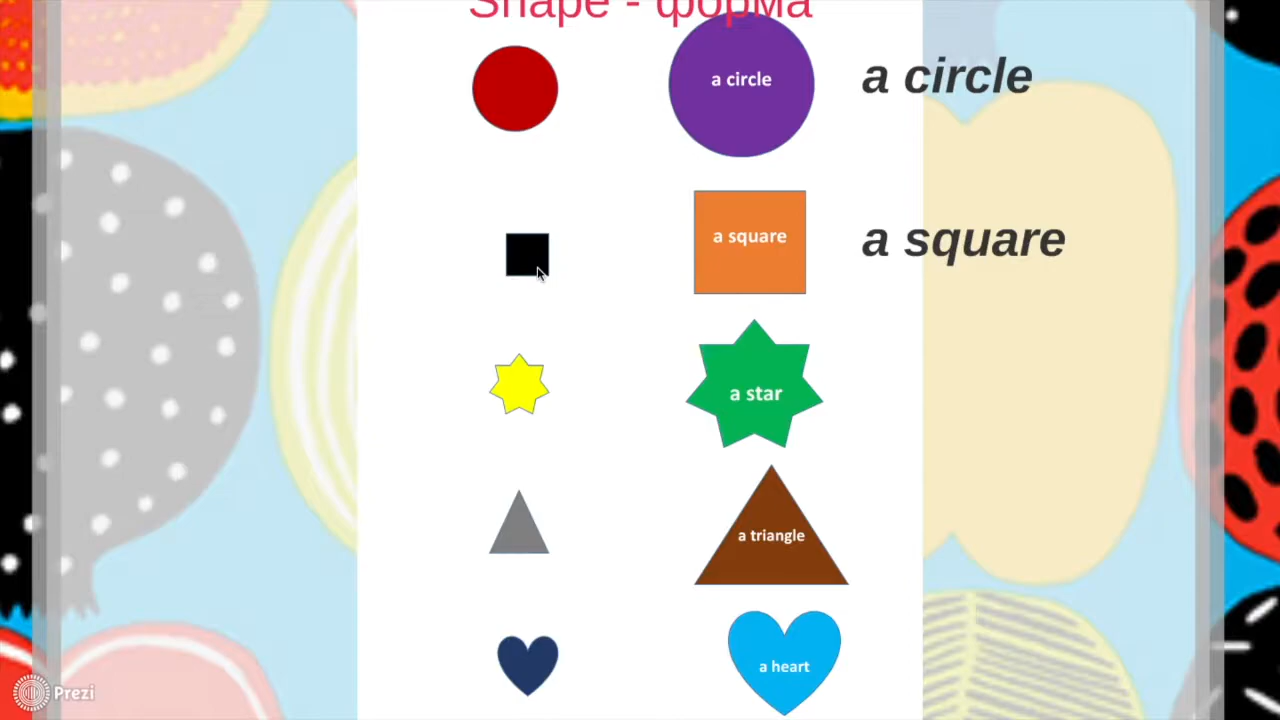 Shape - форма
a circle
a circle
a square
a square
a star
a triangle
a heart
Prezi